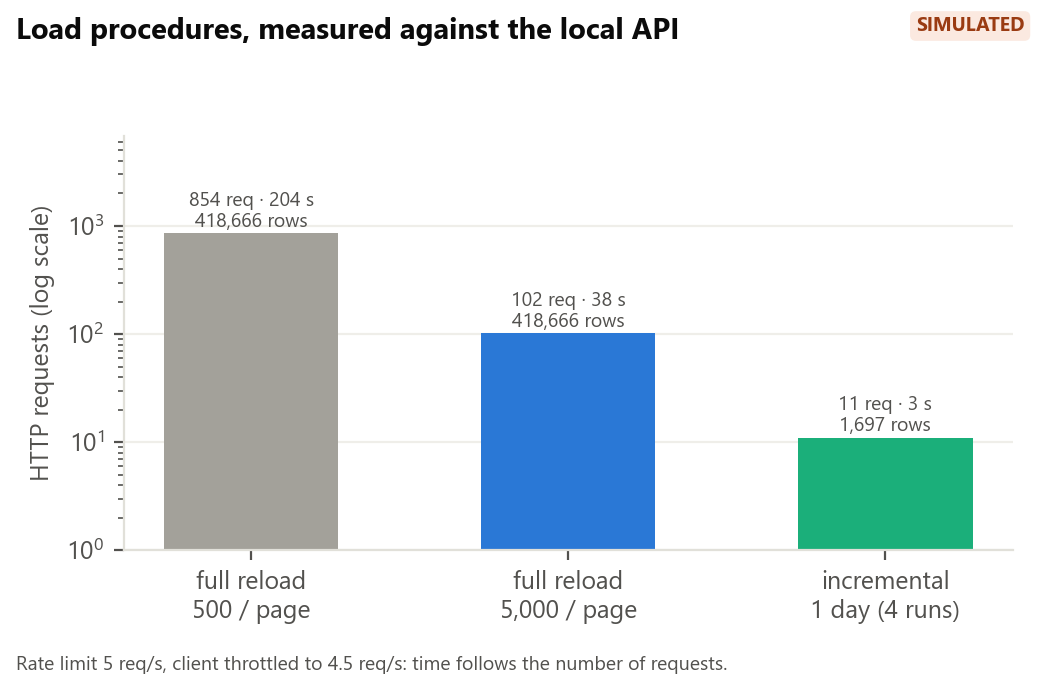 Load procedures, measured against the local API
SIMULATED
HTTP requests (log scale)
10³
10²
10¹
10⁰
854 req · 204 s
418,666 rows
102 req · 38 s
418,666 rows
11 req · 3 s
1,697 rows
full reload
500 / page
full reload
5,000 / page
incremental
1 day (4 runs)
Rate limit 5 req/s, client throttled to 4.5 req/s: time follows the number of requests.